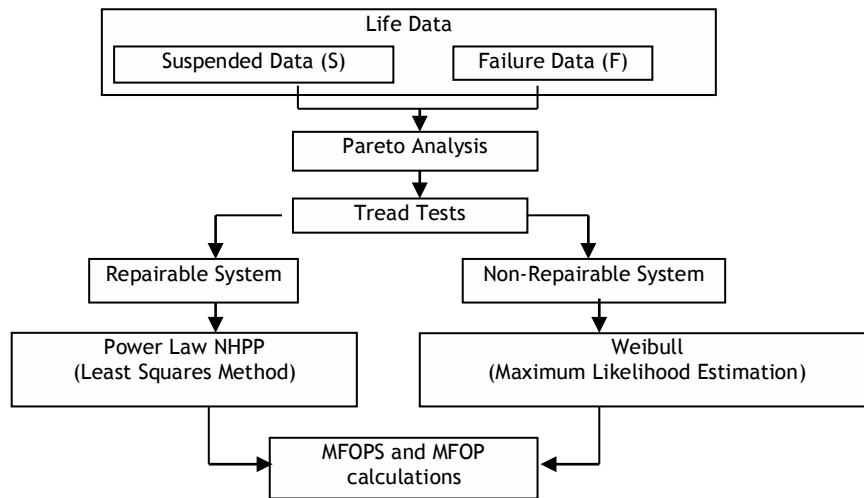 Life Data
Suspended Data (S)
Failure Data (F)
Pareto Analysis
Tread Tests
Repairable System
Non-Repairable System
Power Law NHPP
(Least Squares Method)
Weibull
(Maximum Likelihood Estimation)
MFOPS and MFOP
calculations